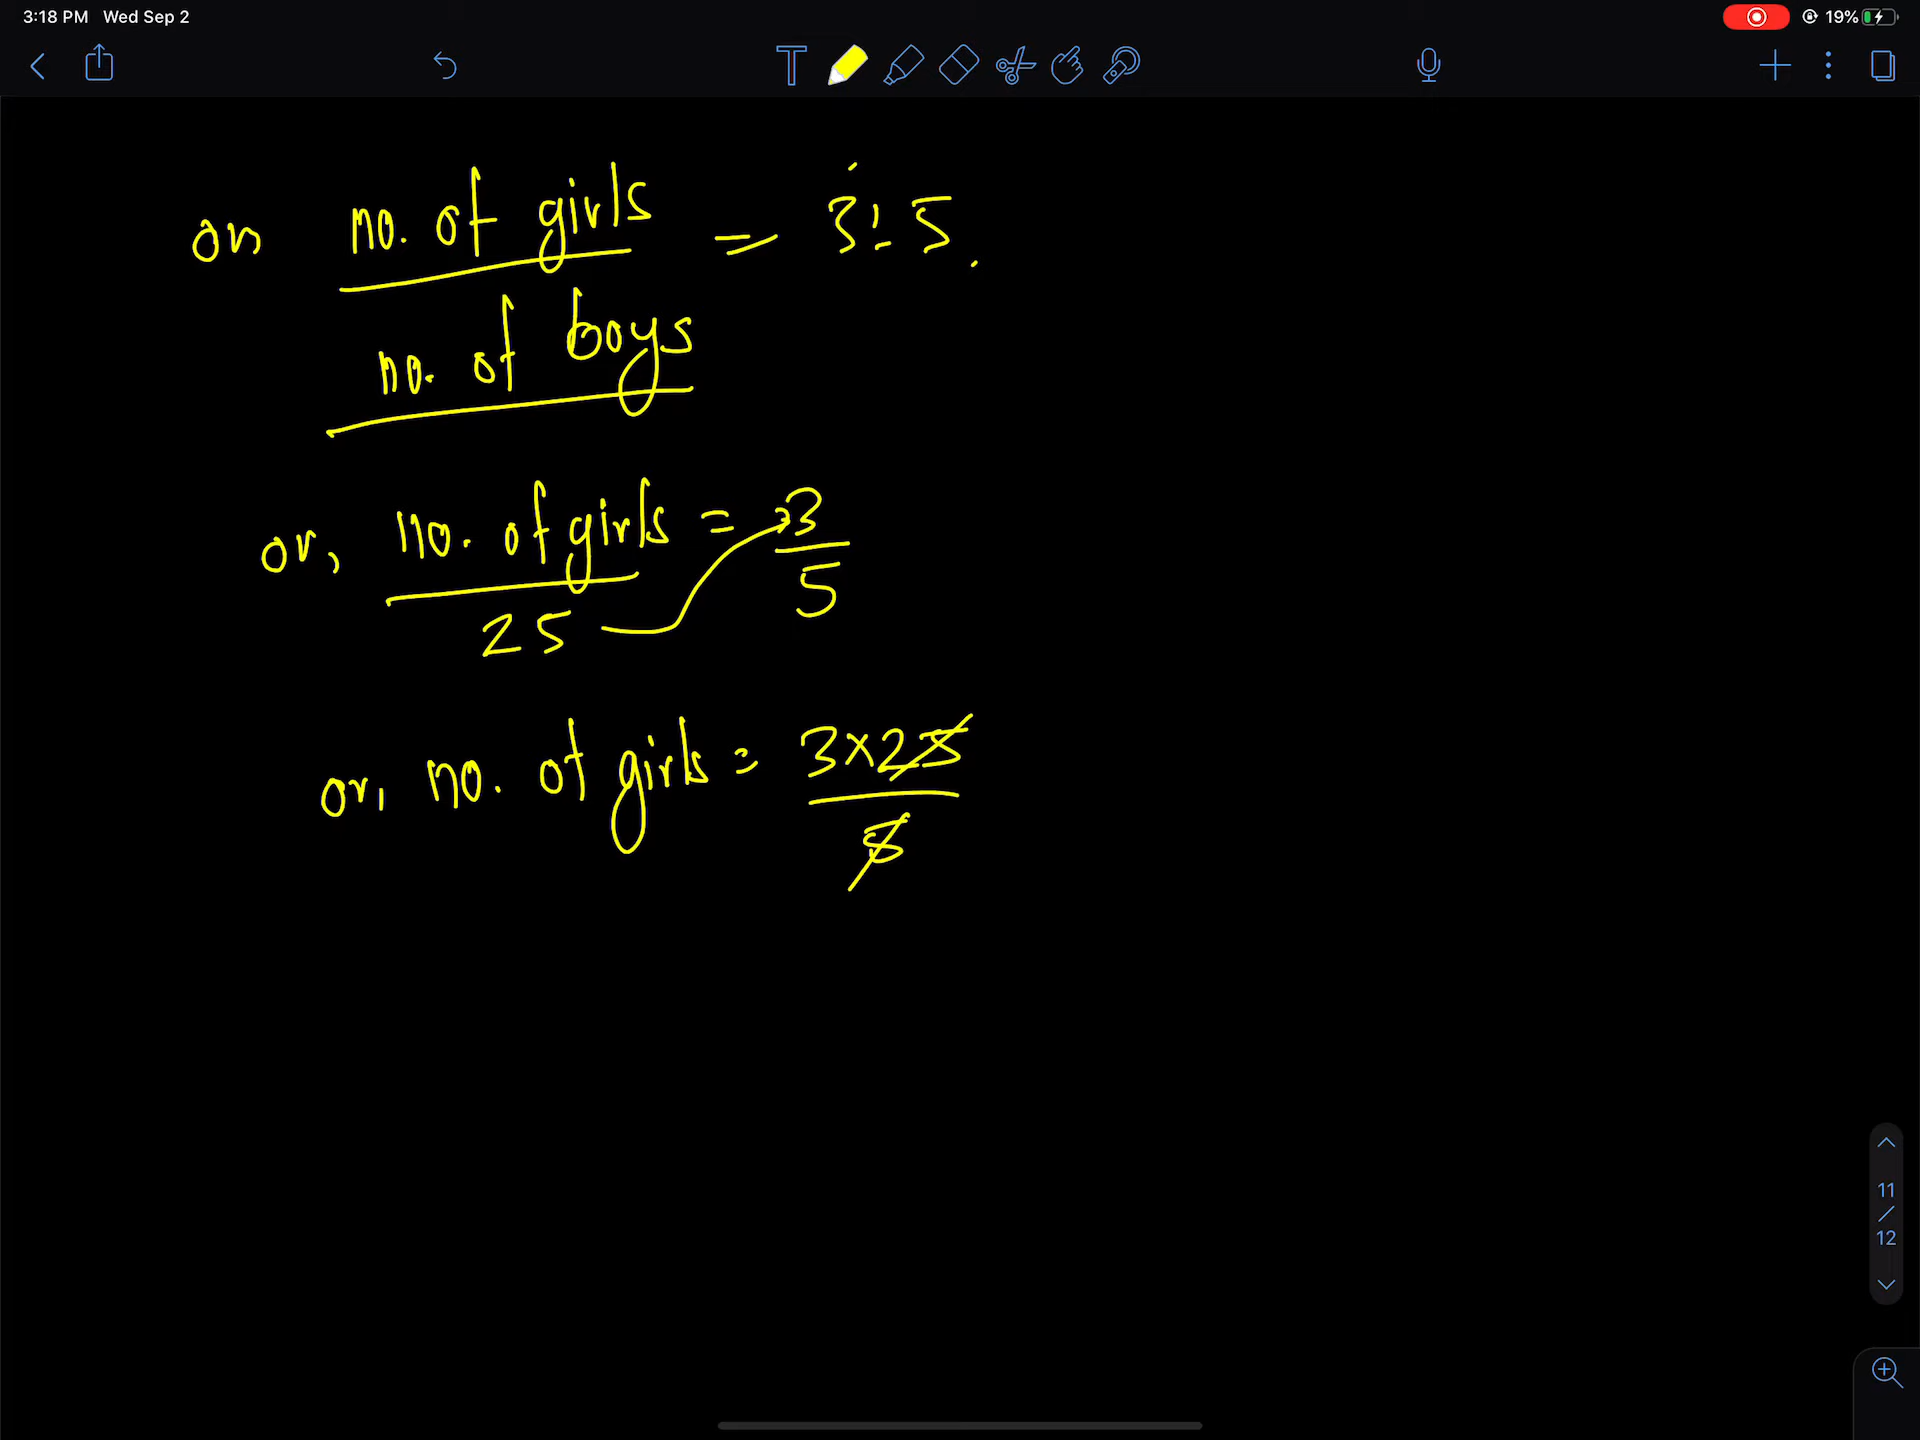 3:18 PM Wed Sep 2
19%
or no. of girls = 3:5.
no. of boys
or, no. of girls = 3
25 5
or, no. of girls = 3×25
5
11
/
12